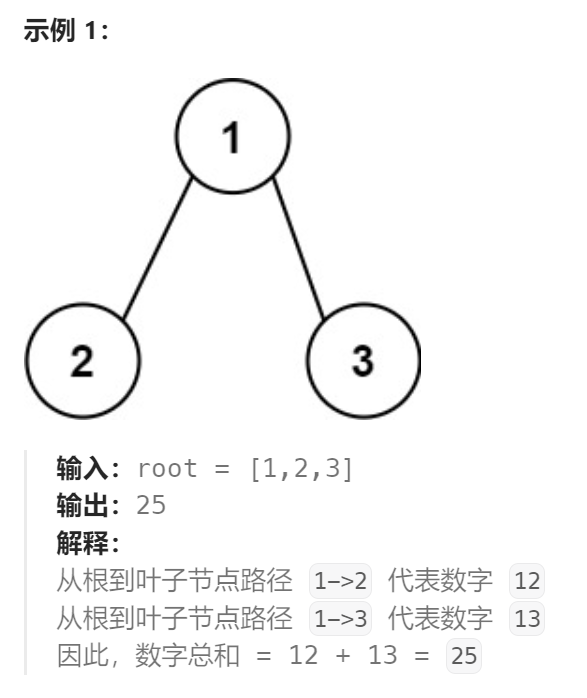 示例 1：
1
2
3
输入：root = [1,2,3]
输出：25
解释：
从根到叶子节点路径 1->2 代表数字 12
从根到叶子节点路径 1->3 代表数字 13
因此，数字总和 = 12 + 13 = 25